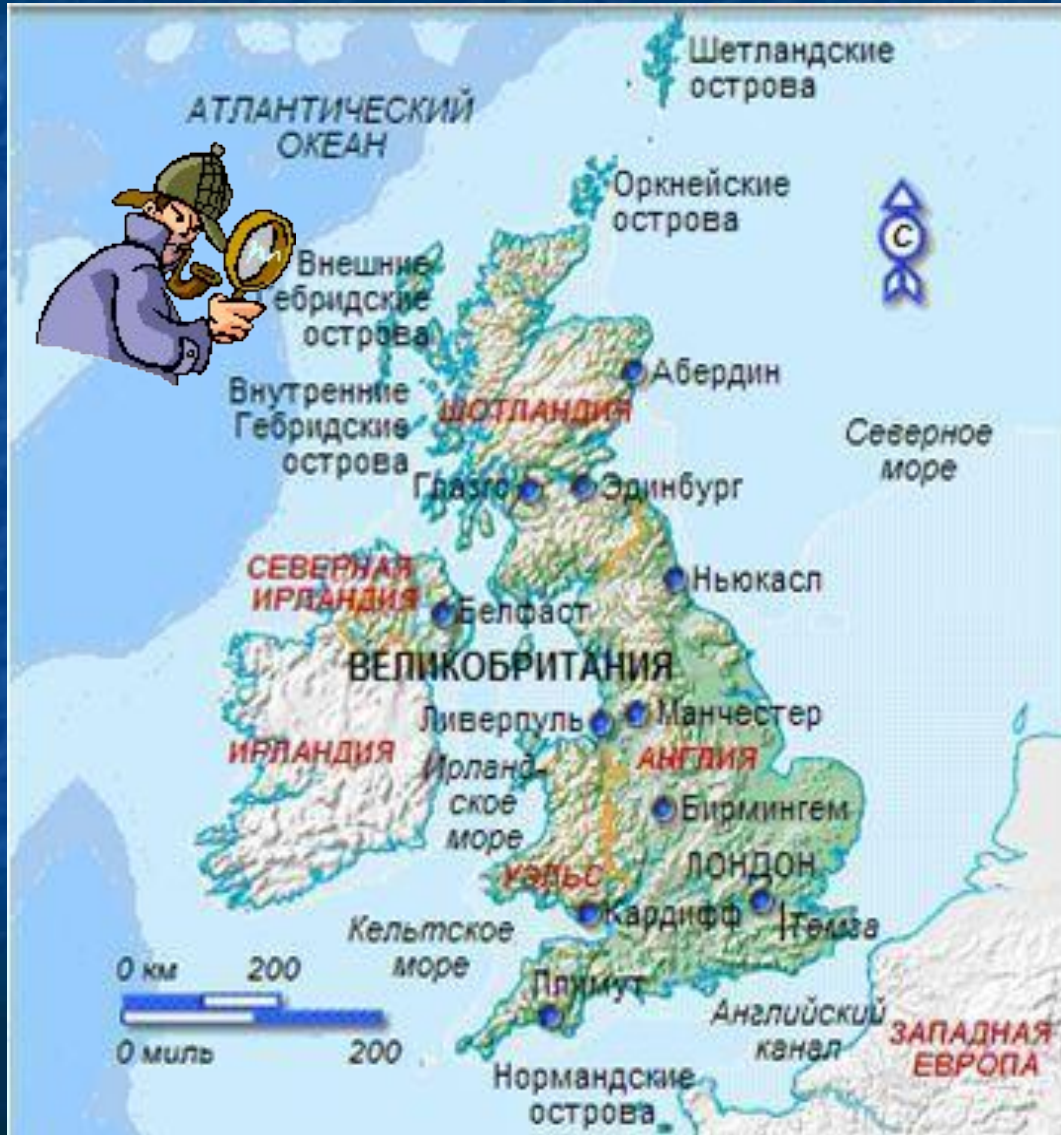 Шетландские
острова
АТЛАНТИЧЕСКИЙ
ОКЕАН
Оркнейские
острова
С
Внешние
Гебридские
острова
Абердин
Внутренние
Гебридские
острова
ШОТЛАНДИЯ
Северное
море
Глазго
Эдинбург
СЕВЕРНАЯ
ИРЛАНДИЯ
Ньюкасл
Белфаст
ВЕЛИКОБРИТАНИЯ
Ливерпуль
Манчестер
ИРЛАНДИЯ
АНГЛИЯ
Ирланд-
ское
море
Бирмингем
ЛОНДОН
УЭЛЬС
Кардифф
Темза
Кельтское
море
0 км 200
0 миль 200
Плимут
Английский
канал
ЗАПАДНАЯ
ЕВРОПА
Нормандские
острова